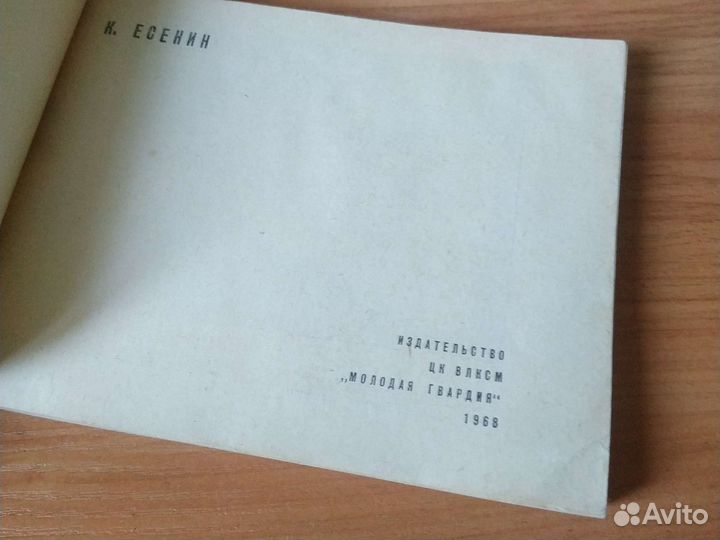 К. ЕСЕНИН
ИЗДАТЕЛЬСТВО
ЦК ВЛКСМ
„МОЛОДАЯ ГВАРДИЯ“
1968
Avito